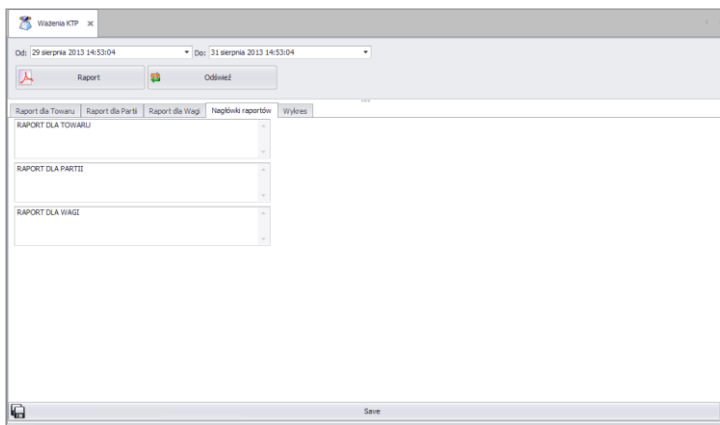 Ważenia KTP
Od: 29 sierpnia 2013 14:53:04 Do: 31 sierpnia 2013 14:53:04
Raport Odśwież
Raport dla Towaru Raport dla Partii Raport dla Wagi Nagłówki raportów Wykres
RAPORT DLA TOWARU
RAPORT DLA PARTII
RAPORT DLA WAGI
Save